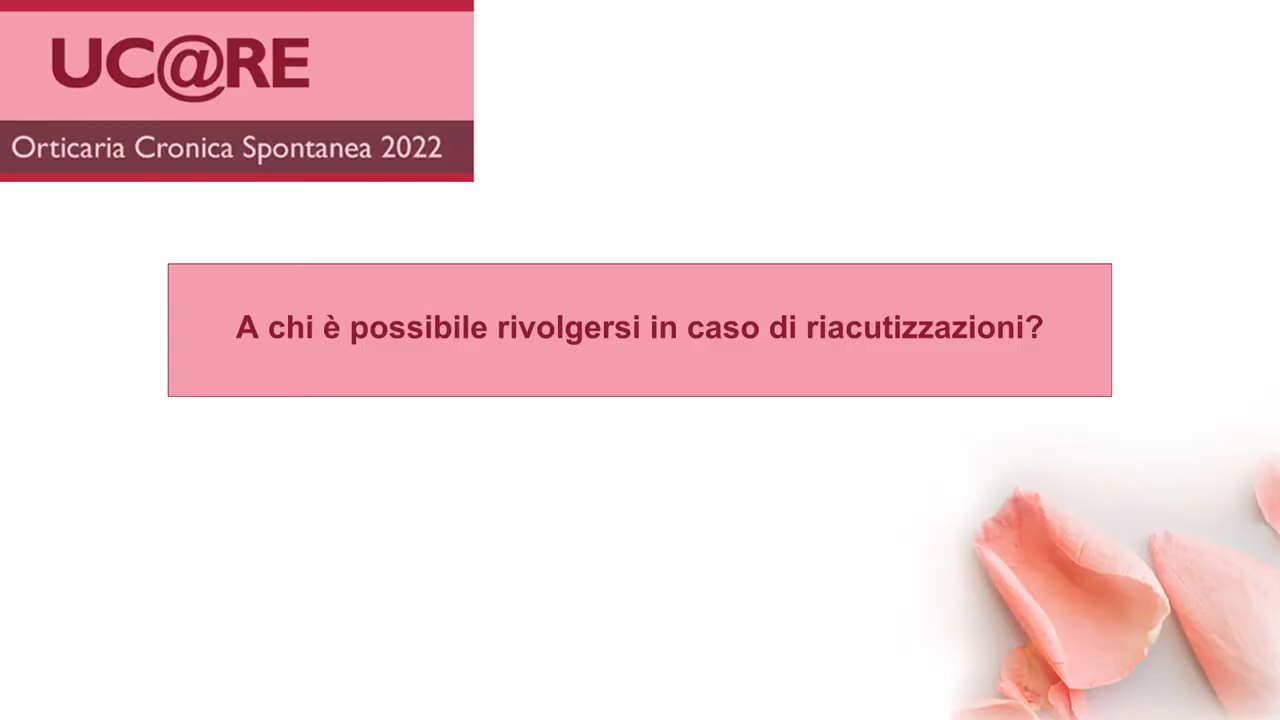 UC@RE
Orticaria Cronica Spontanea 2022
A chi è possibile rivolgersi in caso di riacutizzazioni?